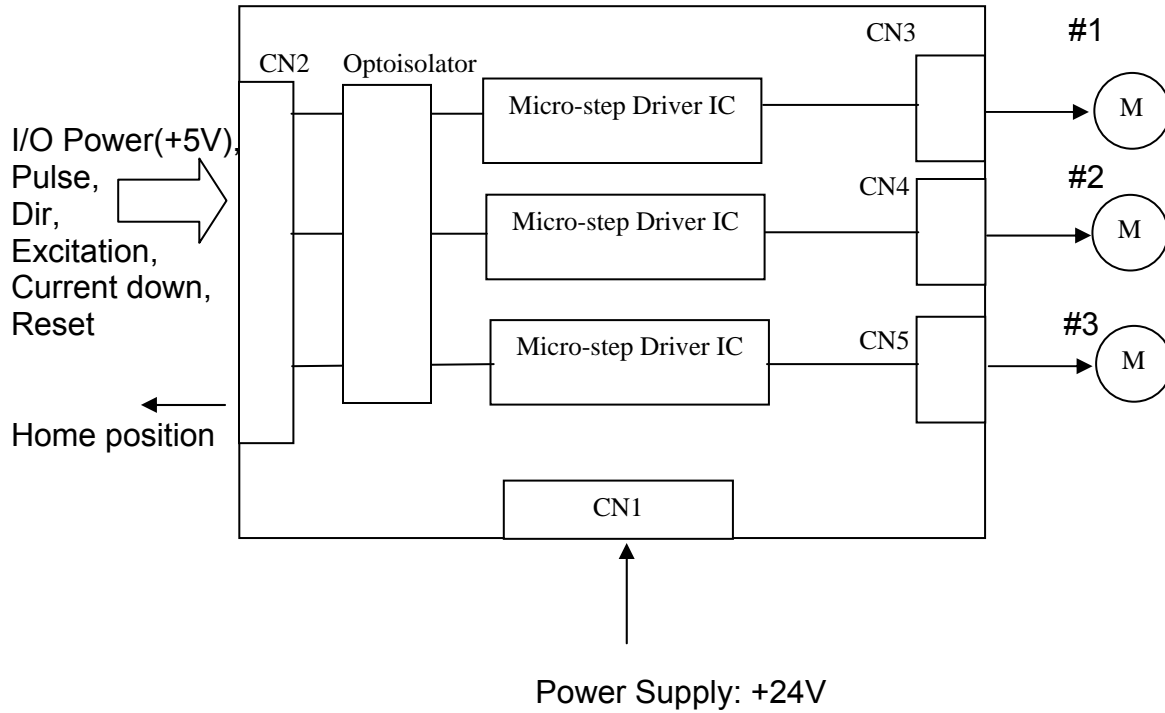 #1
CN3
CN2
Optoisolator
Micro-step Driver IC
M
I/O Power(+5V),
Pulse,
Dir,
Excitation,
Current down,
Reset
CN4
#2
Micro-step Driver IC
M
CN5
#3
Micro-step Driver IC
M
Home position
CN1
Power Supply: +24V